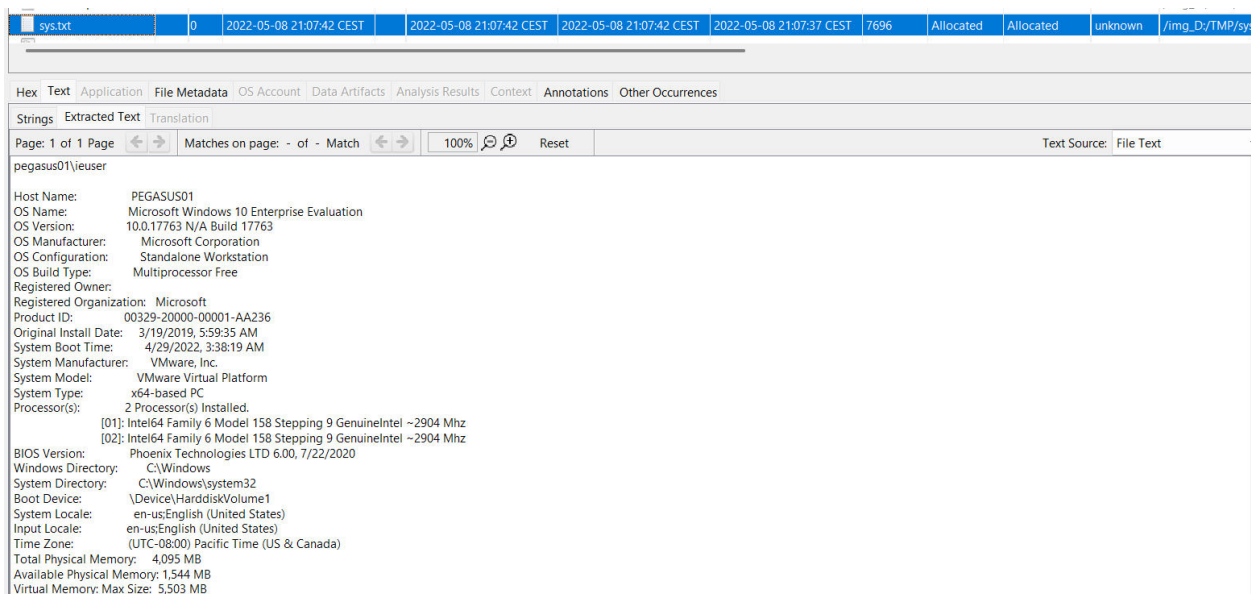 sys.txt 0 2022-05-08 21:07:42 CEST 2022-05-08 21:07:42 CEST 2022-05-08 21:07:42 CEST 2022-05-08 21:07:37 CEST 7696 Allocated Allocated unknown /img_D:/TMP/sys
Hex Text Application File Metadata OS Account Data Artifacts Analysis Results Context Annotations Other Occurrences
Strings Extracted Text Translation
Page: 1 of 1 Page Matches on page: - of - Match 100% Reset Text Source: File Text
pegasus01\ieuser
Host Name: PEGASUS01
OS Name: Microsoft Windows 10 Enterprise Evaluation
OS Version: 10.0.17763 N/A Build 17763
OS Manufacturer: Microsoft Corporation
OS Configuration: Standalone Workstation
OS Build Type: Multiprocessor Free
Registered Owner:
Registered Organization: Microsoft
Product ID: 00329-20000-00001-AA236
Original Install Date: 3/19/2019, 5:59:35 AM
System Boot Time: 4/29/2022, 3:38:19 AM
System Manufacturer: VMware, Inc.
System Model: VMware Virtual Platform
System Type: x64-based PC
Processor(s): 2 Processor(s) Installed.
[01]: Intel64 Family 6 Model 158 Stepping 9 GenuineIntel ~2904 Mhz
[02]: Intel64 Family 6 Model 158 Stepping 9 GenuineIntel ~2904 Mhz
BIOS Version: Phoenix Technologies LTD 6.00, 7/22/2020
Windows Directory: C:\Windows
System Directory: C:\Windows\system32
Boot Device: \Device\HarddiskVolume1
System Locale: en-us;English (United States)
Input Locale: en-us;English (United States)
Time Zone: (UTC-08:00) Pacific Time (US & Canada)
Total Physical Memory: 4,095 MB
Available Physical Memory: 1,544 MB
Virtual Memory: Max Size: 5,503 MB